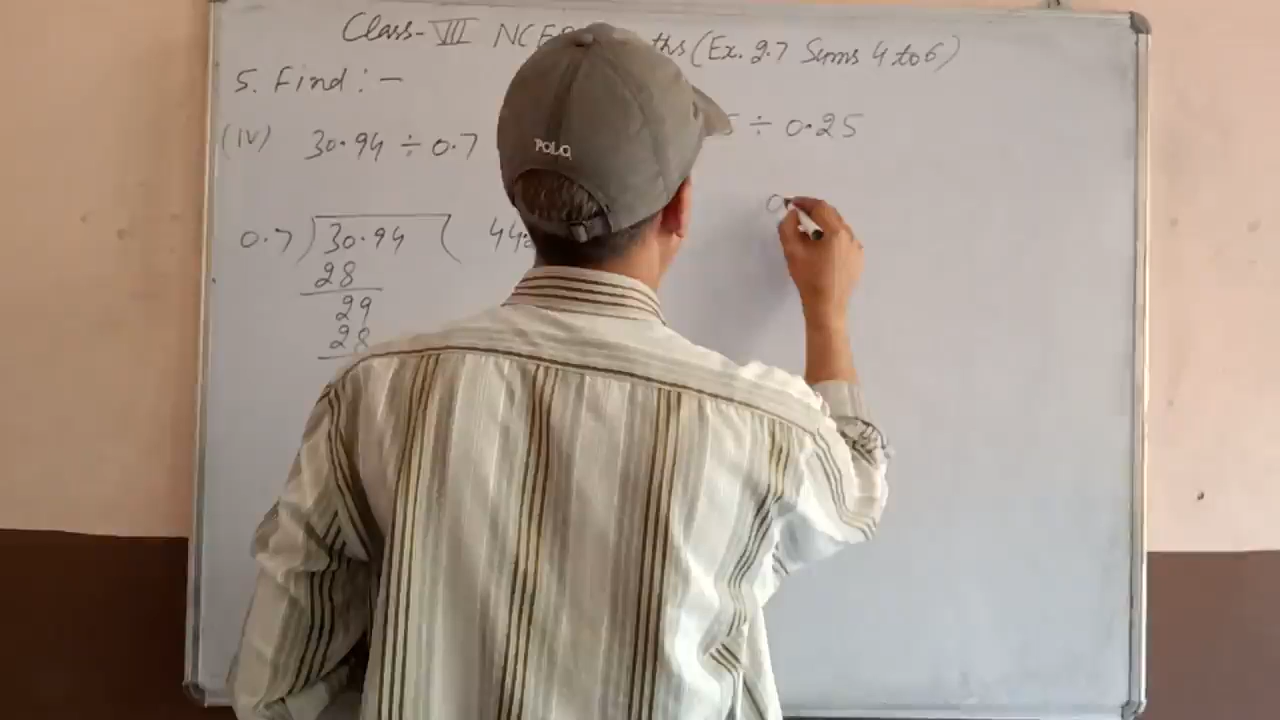 Class-VII NCE ths (Ex. 2.7 Sums 4 to 6)
5. Find :-
(IV) 30.94 ÷ 0.7
÷ 0.25
0.7 ) 30.94 ( 44.
28
29
28
POLO